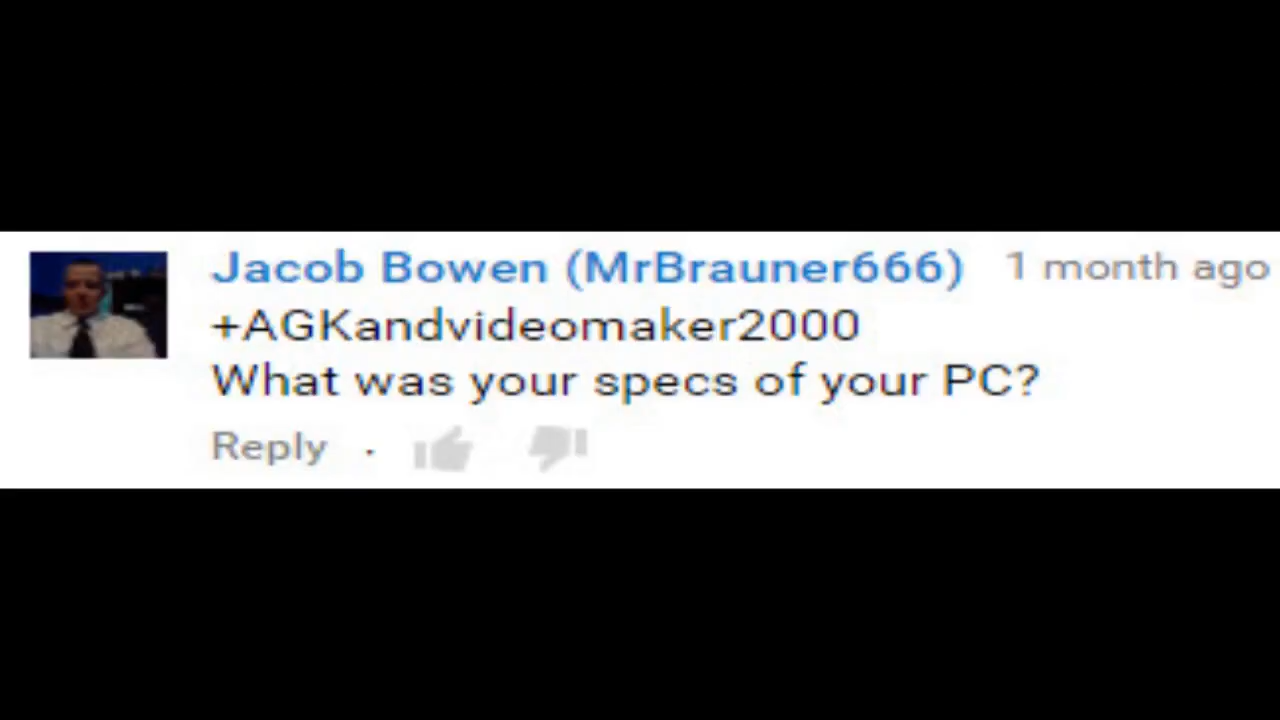 Jacob Bowen (MrBrauner666) 1 month ago
+AGKandvideomaker2000
What was your specs of your PC?
Reply ·